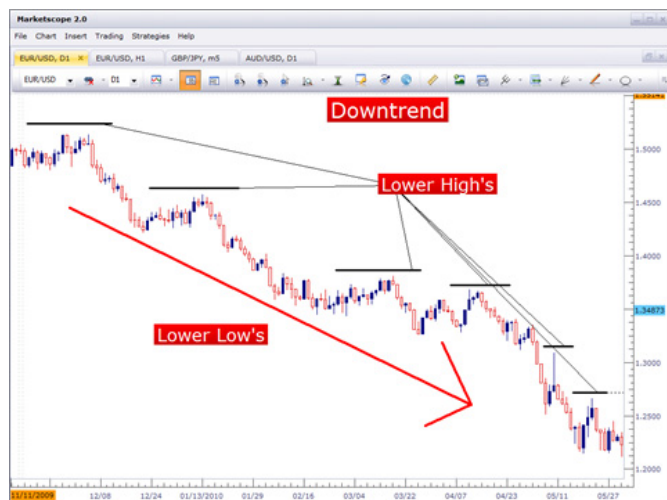 Marketscope 2.0
File Chart Insert Trading Strategies Help
EUR/USD, D1 × EUR/USD, H1 GBP/JPY, m5 AUD/USD, D1
EUR/USD D1
Downtrend
1.5000
Lower High's
1.4500
1.4000
1.34873
Lower Low's
1.3000
1.2500
1.2000
11/11/2009 12/08 12/24 01/13/2010 01/29 02/16 03/04 03/22 04/07 04/23 05/11 05/27